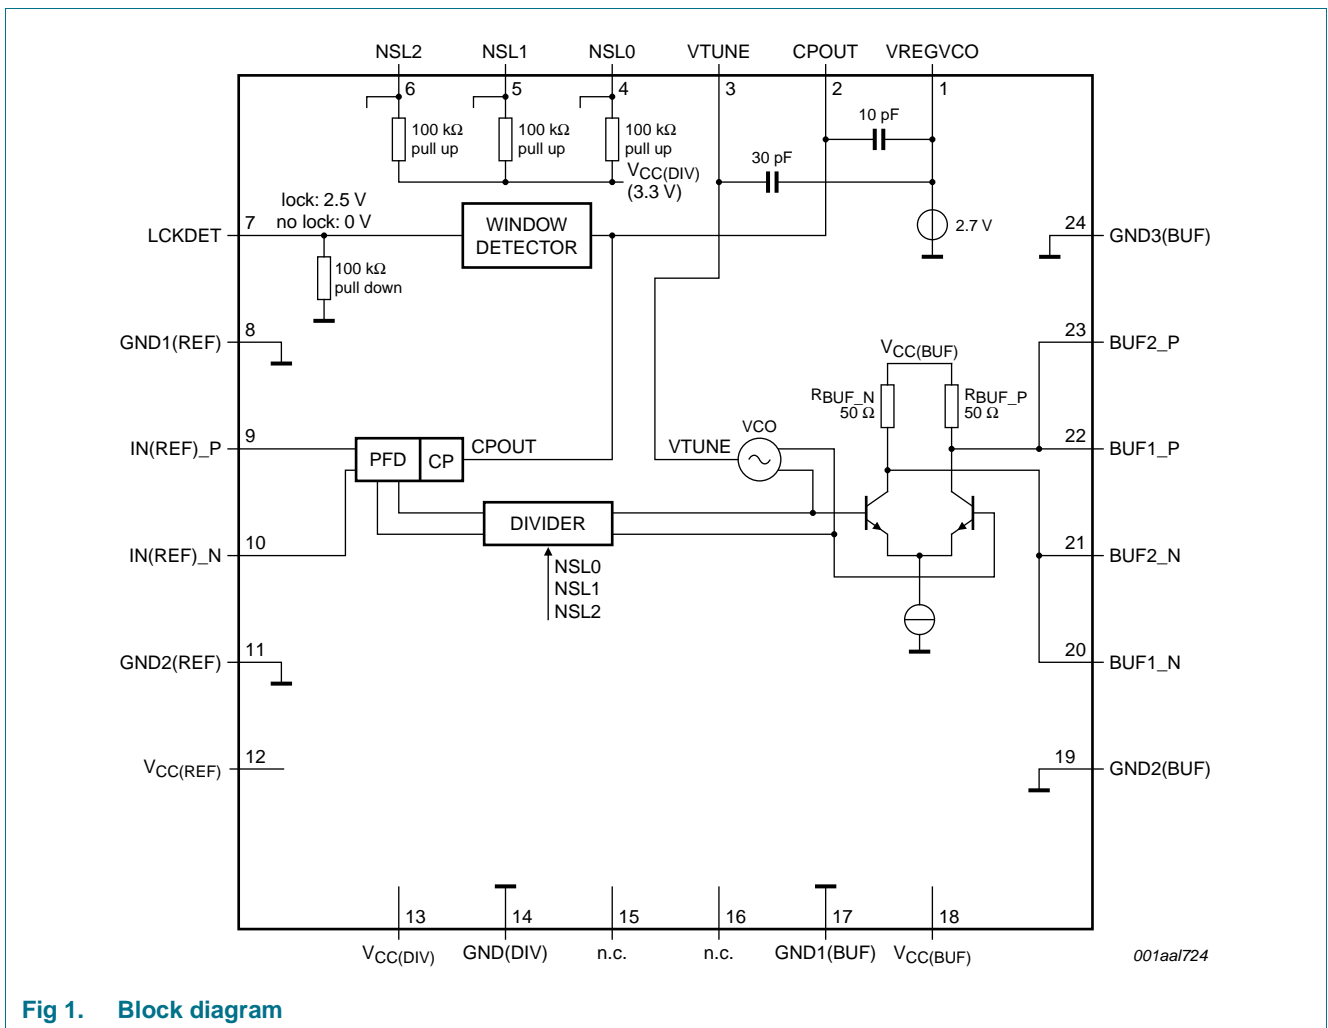 NSL2
NSL1
NSL0
VTUNE
CPOUT
VREGVCO
6
5
4
3
2
1
100 kΩ
pull up
100 kΩ
pull up
100 kΩ
pull up
VCC(DIV)
(3.3 V)
30 pF
10 pF
2.7 V
lock: 2.5 V
no lock: 0 V
LCKDET
7
WINDOW
DETECTOR
100 kΩ
pull down
24
GND3(BUF)
GND1(REF)
8
23
BUF2_P
VCC(BUF)
RBUF_N
50 Ω
RBUF_P
50 Ω
IN(REF)_P
9
PFD
CP
CPOUT
VTUNE
VCO
22
BUF1_P
DIVIDER
IN(REF)_N
10
NSL0
NSL1
NSL2
21
BUF2_N
GND2(REF)
11
20
BUF1_N
VCC(REF)
12
19
GND2(BUF)
13
14
15
16
17
18
VCC(DIV)
GND(DIV)
n.c.
n.c.
GND1(BUF)
VCC(BUF)
001aal724
Fig 1. Block diagram